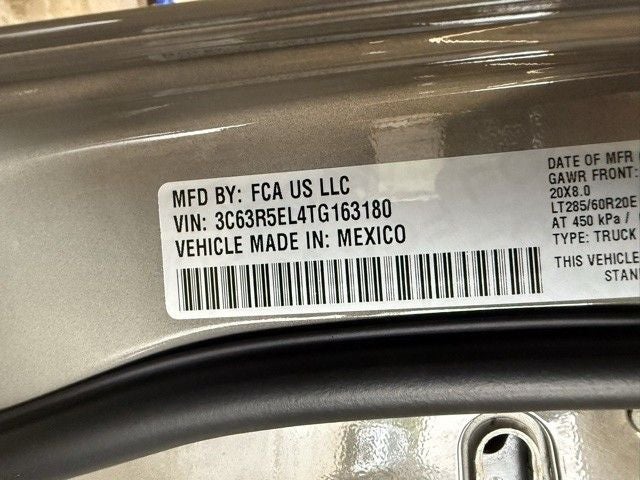 MFD BY: FCA US LLC
VIN: 3C63R5EL4TG163180
VEHICLE MADE IN: MEXICO
DATE OF MFR
GAWR FRONT:
20X8.0
LT285/60R20E
AT 450 kPa /
TYPE: TRUCK
THIS VEHICLE
STAN